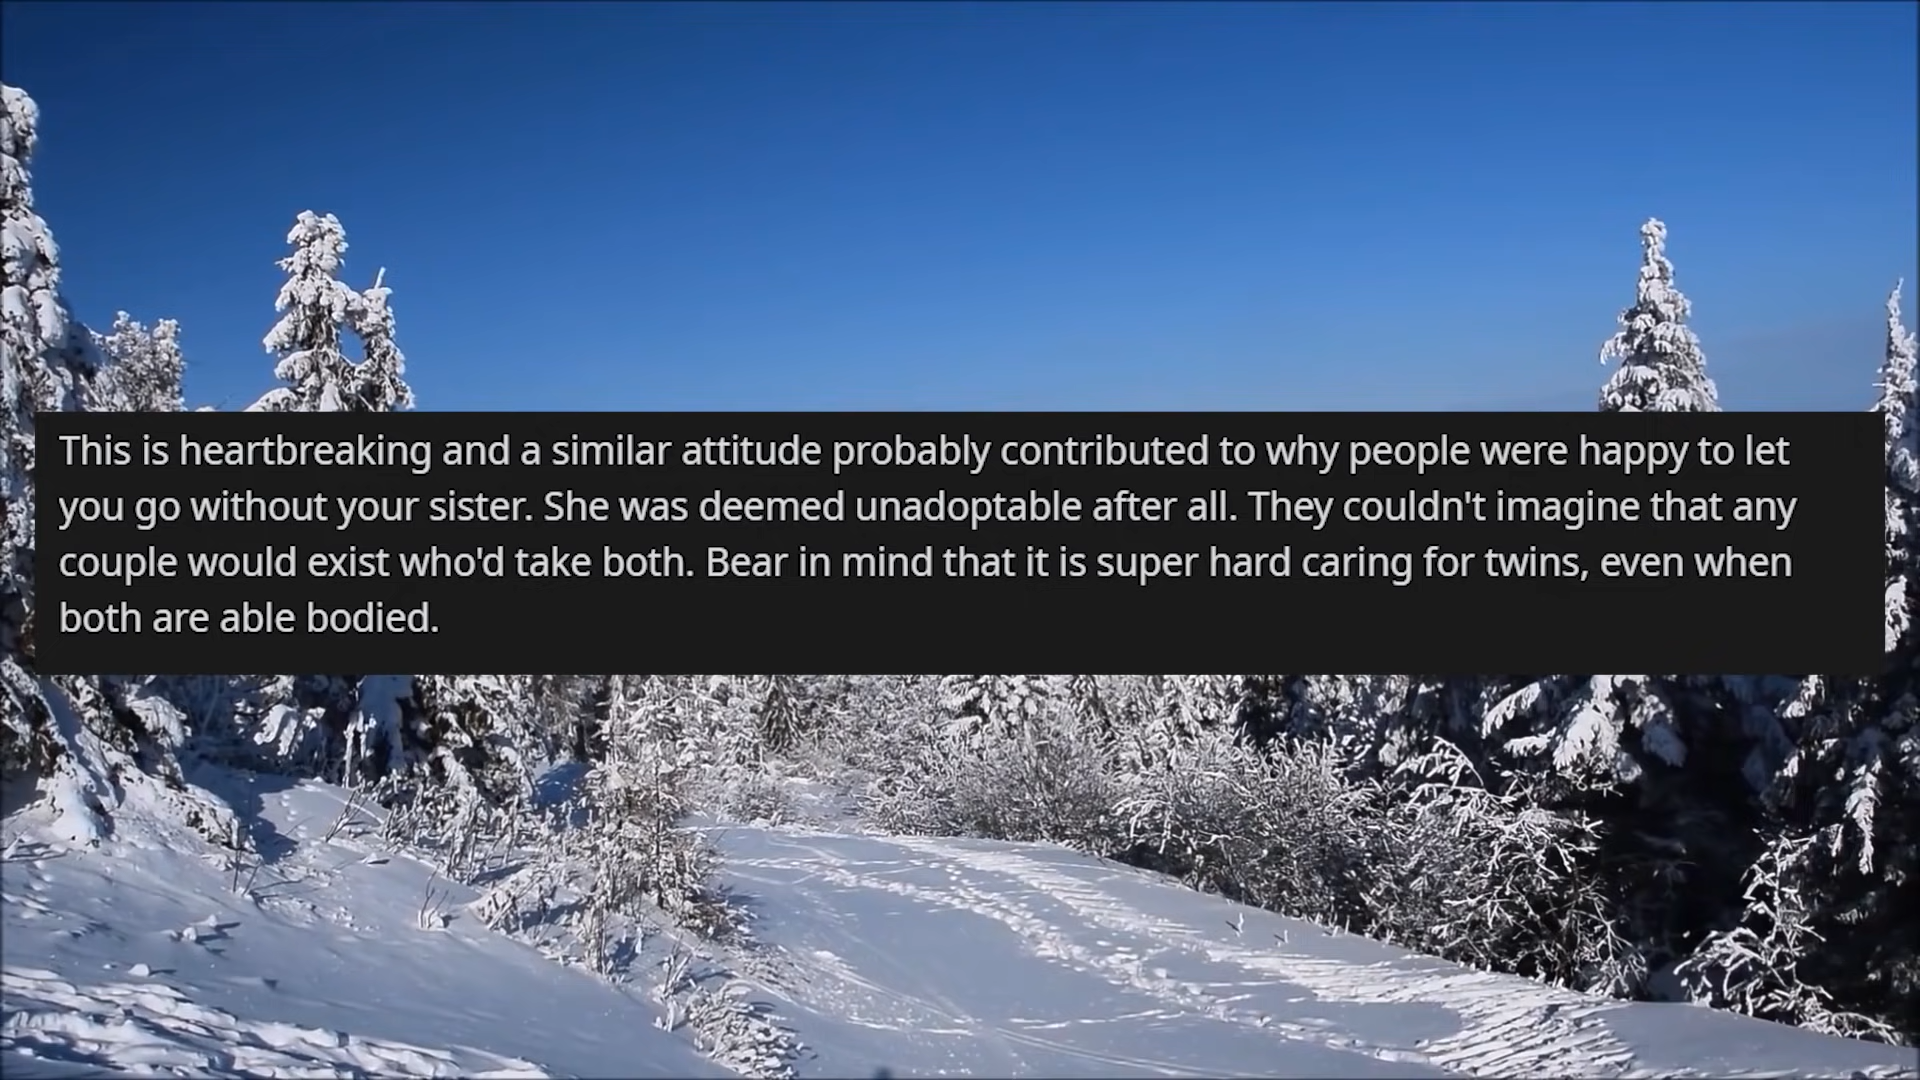 This is heartbreaking and a similar attitude probably contributed to why people were happy to let
you go without your sister. She was deemed unadoptable after all. They couldn't imagine that any
couple would exist who'd take both. Bear in mind that it is super hard caring for twins, even when
both are able bodied.